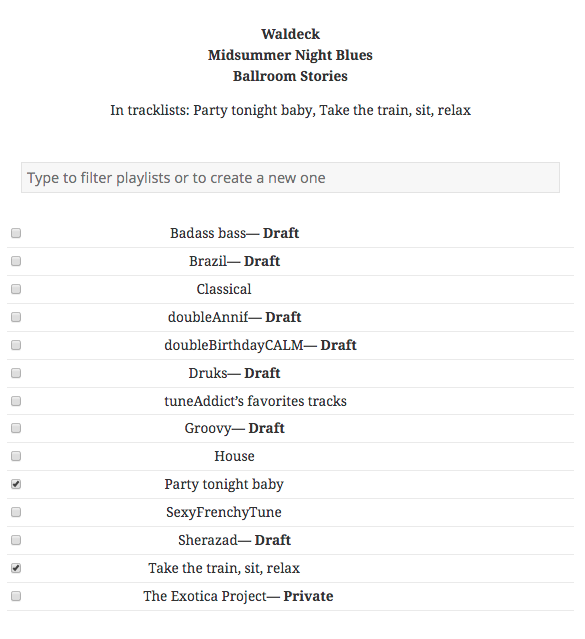 Waldeck
Midsummer Night Blues
Ballroom Stories
In tracklists: Party tonight baby, Take the train, sit, relax
Type to filter playlists or to create a new one
Badass bass— Draft
Brazil— Draft
Classical
doubleAnnif— Draft
doubleBirthdayCALM— Draft
Druks— Draft
tuneAddict’s favorites tracks
Groovy— Draft
House
Party tonight baby
SexyFrenchyTune
Sherazad— Draft
Take the train, sit, relax
The Exotica Project— Private